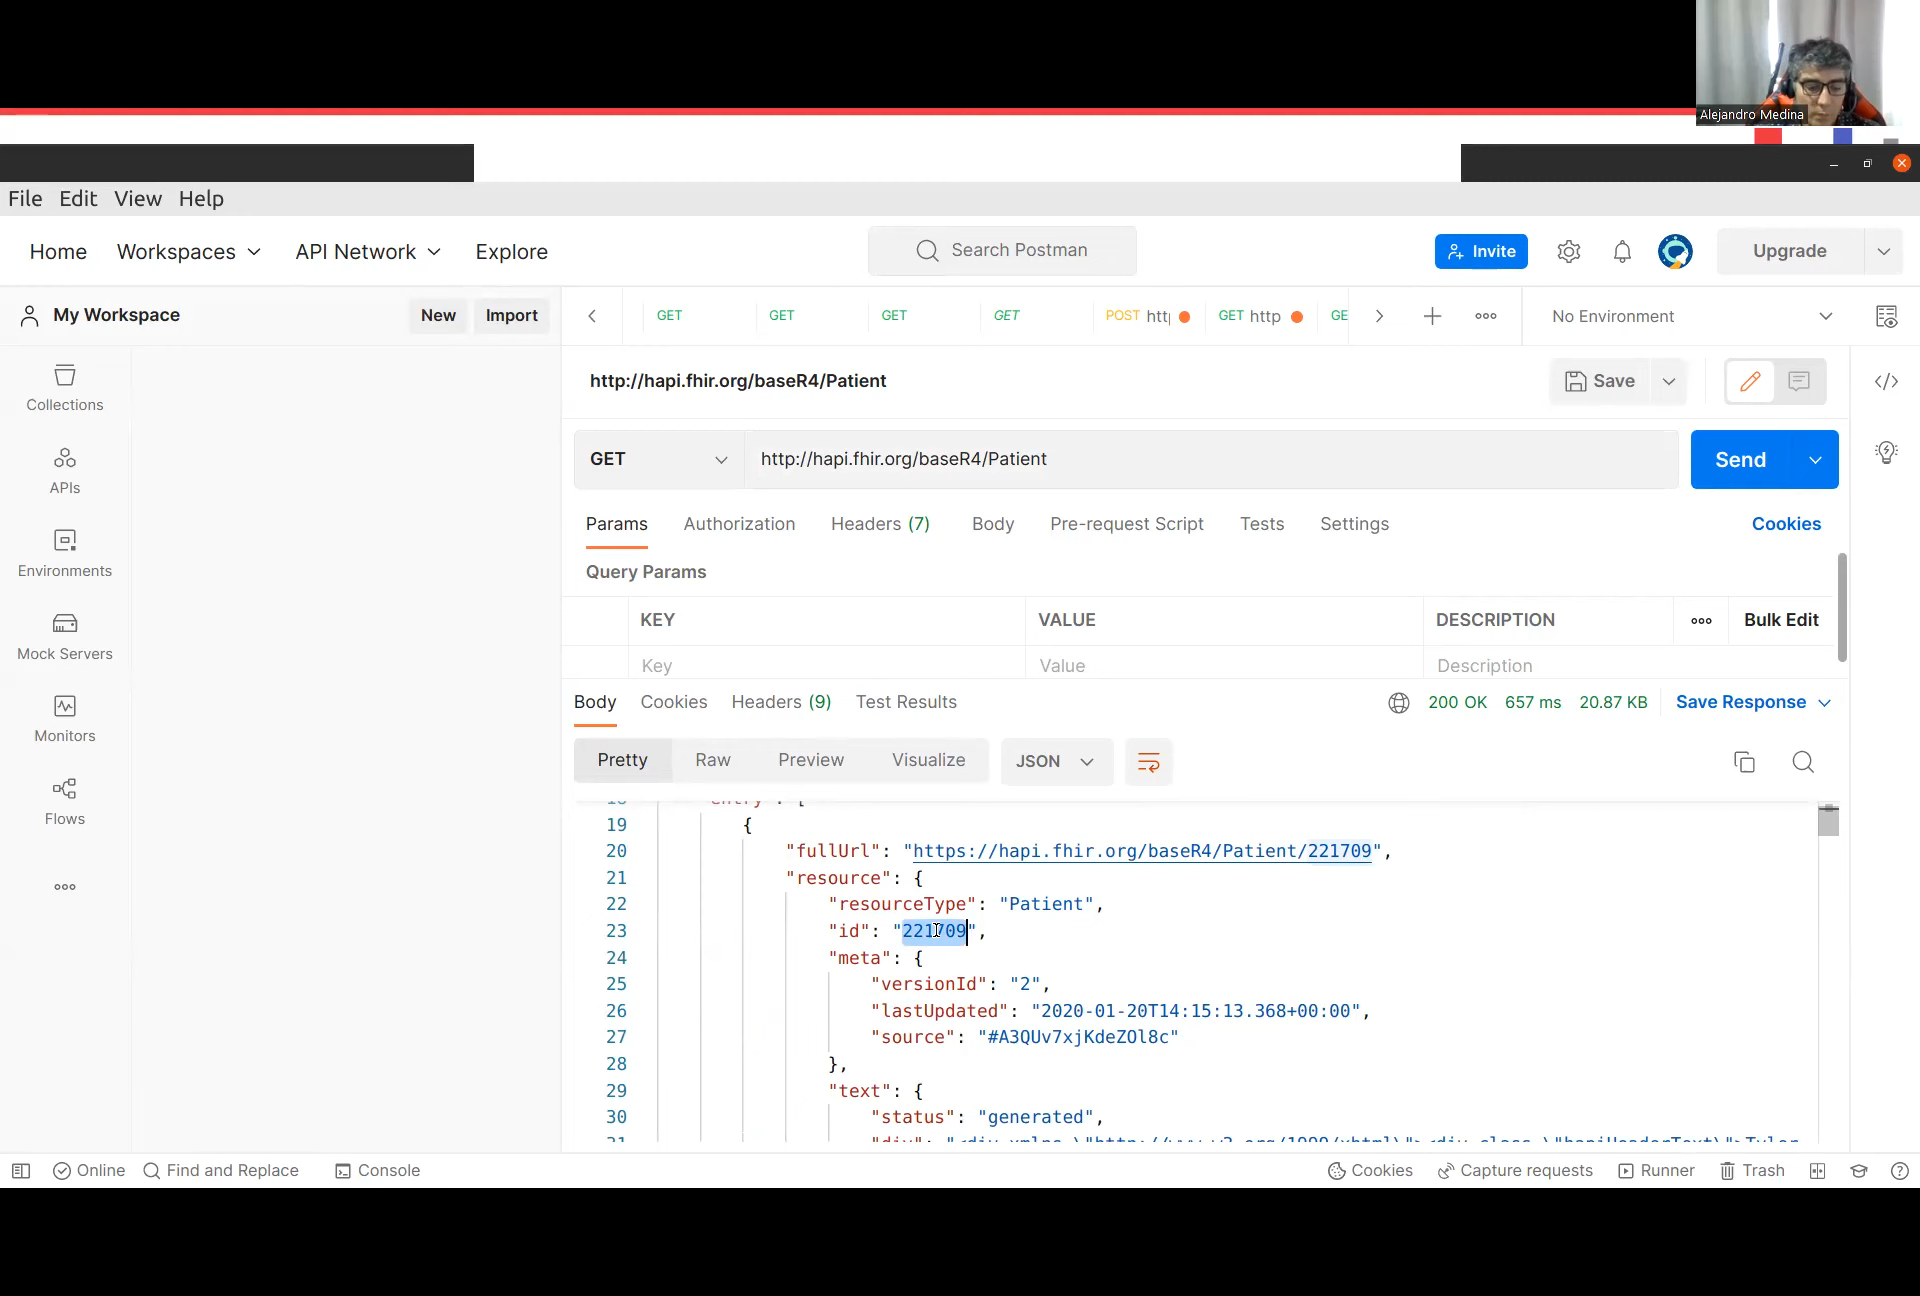 Alejandro Medina
File Edit View Help
Home Workspaces API Network Explore Search Postman Invite Upgrade
My Workspace New Import GET GET GET GET POST GET http GE No Environment
http://hapi.fhir.org/baseR4/Patient Save
Collections
GET http://hapi.fhir.org/baseR4/Patient Send
APIs
Params Authorization Headers (7) Body Pre-request Script Tests Settings Cookies
Environments
Query Params
KEY VALUE DESCRIPTION Bulk Edit
Mock Servers
Key Value Description
Body Cookies Headers (9) Test Results 200 OK 657 ms 20.87 KB Save Response
Monitors
Pretty Raw Preview Visualize JSON
Flows
19 {
20 "fullUrl": "https://hapi.fhir.org/baseR4/Patient/221709",
21 "resource": {
22 "resourceType": "Patient",
23 "id": "221709",
24 "meta": {
25 "versionId": "2",
26 "lastUpdated": "2020-01-20T14:15:13.368+00:00",
27 "source": "#A3QUv7xjKdeZOl8c"
28 },
29 "text": {
30 "status": "generated",
Online Find and Replace Console Cookies Capture requests Runner Trash